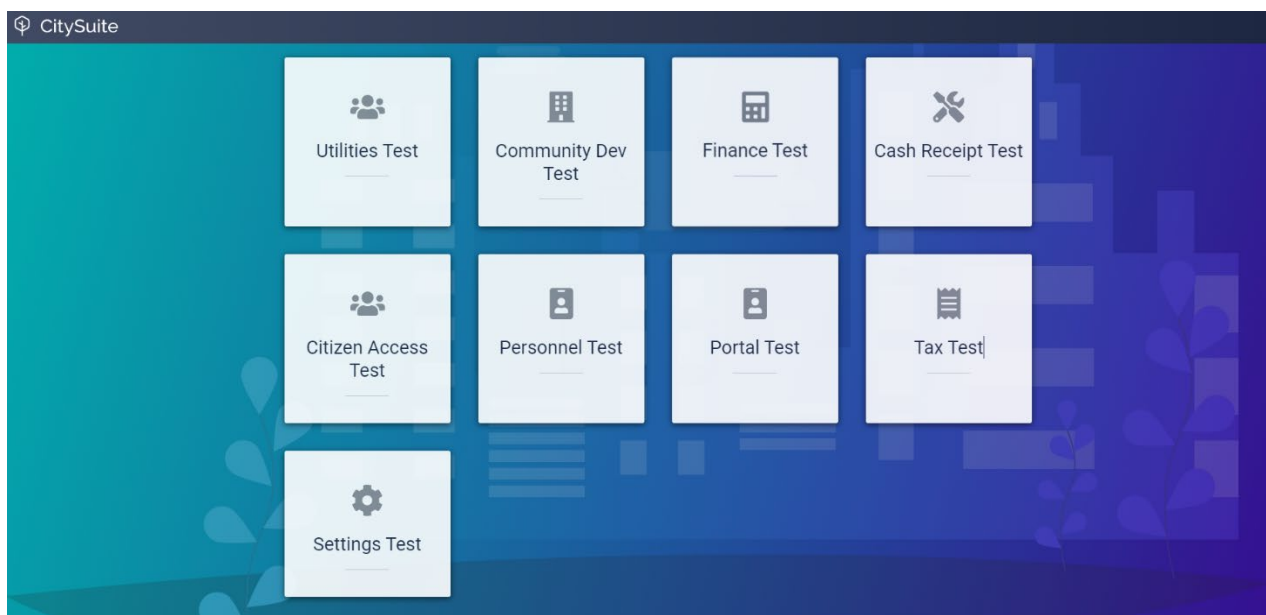 CitySuite
Utilities Test
Community Dev
Test
Finance Test
Cash Receipt Test
Citizen Access
Test
Personnel Test
Portal Test
Tax Test
Settings Test